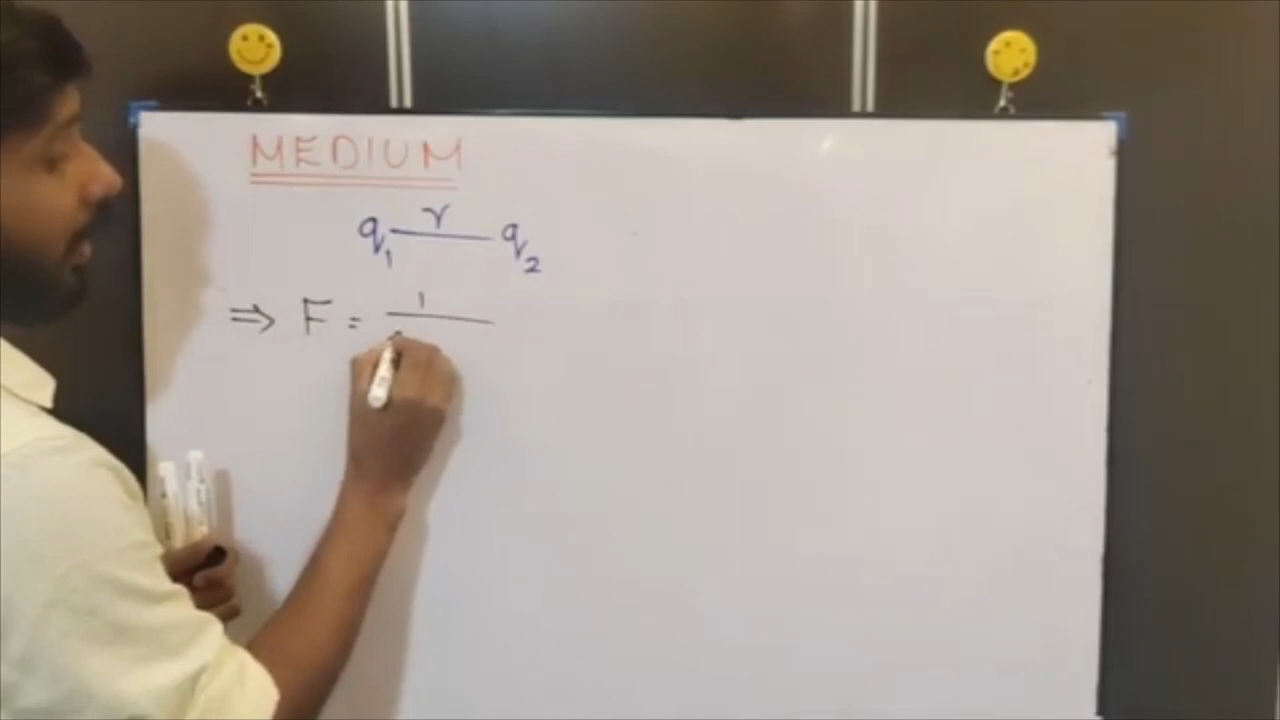 MEDIUM
r
q₁ — q₂
⇒ F = 1/